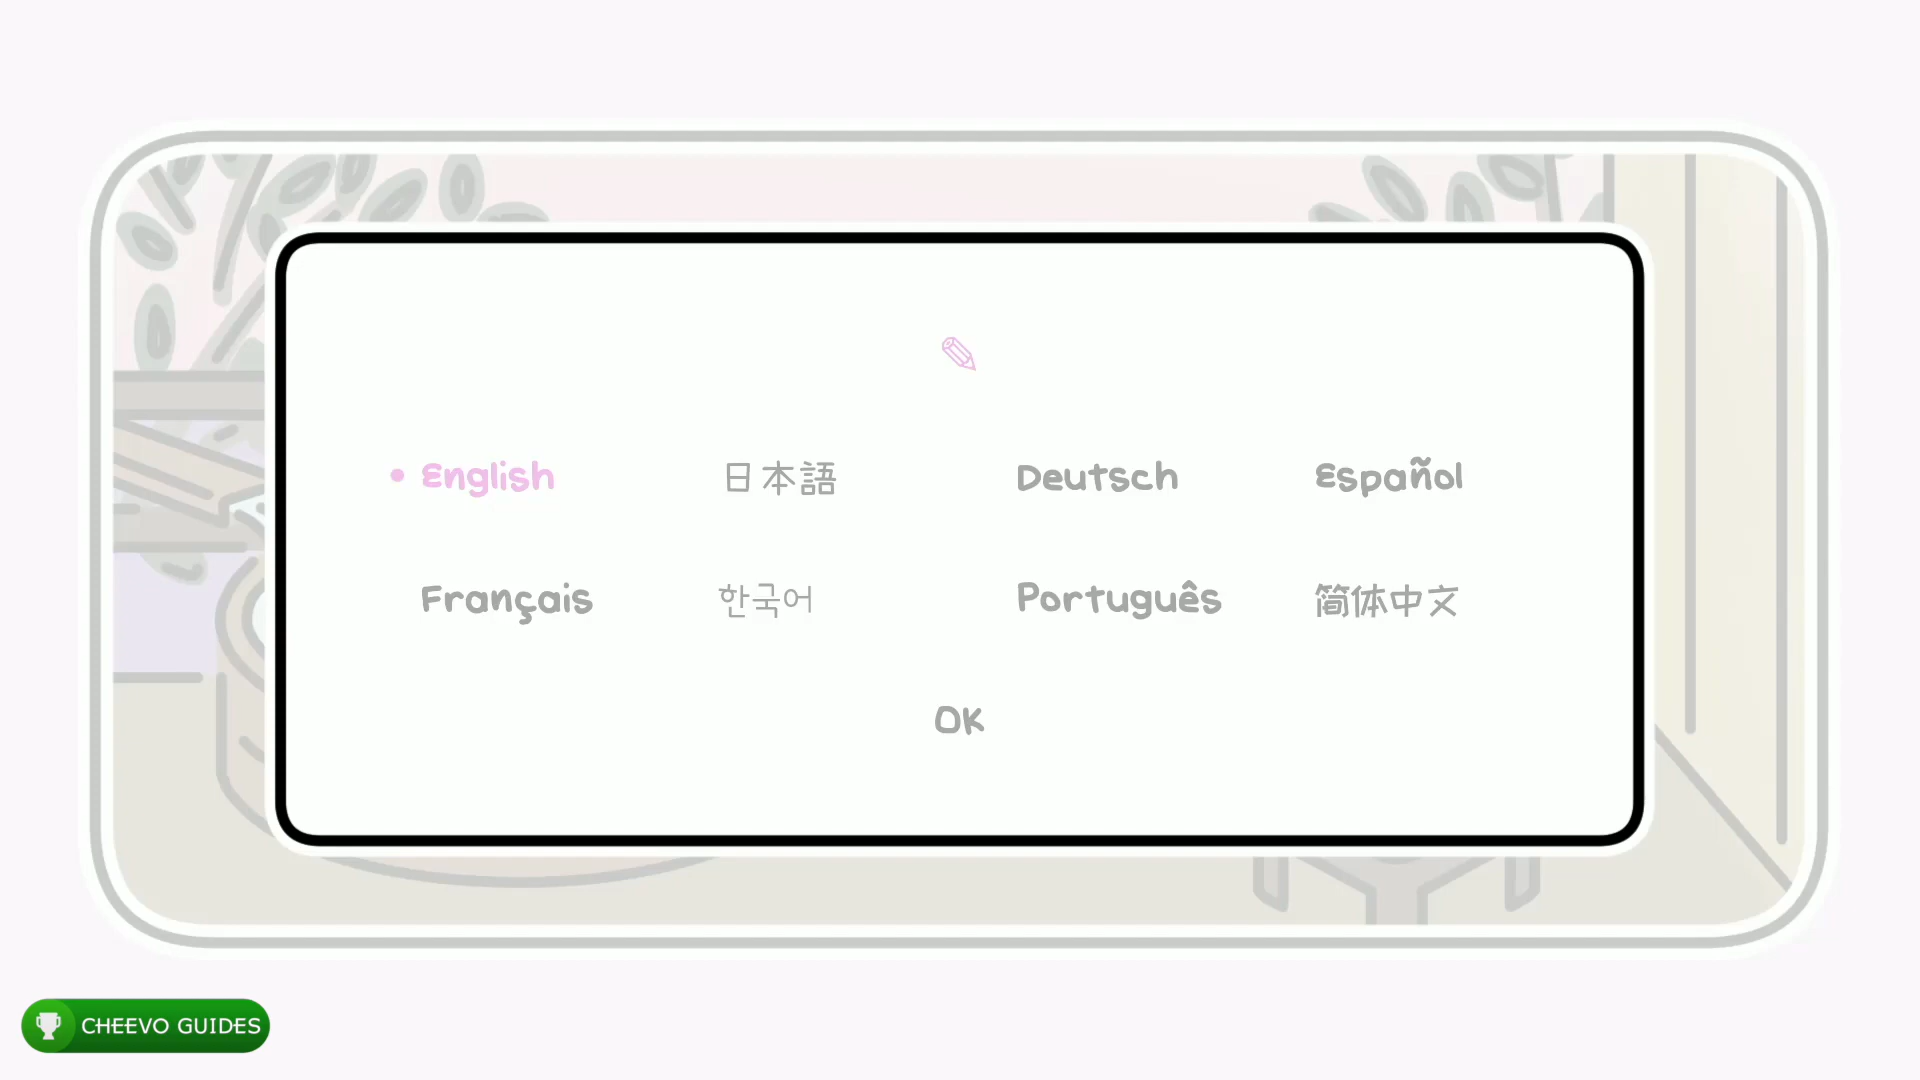 English 日本語 Deutsch Español
Français 한국어 Português 简体中文
OK
CHEEVO GUIDES